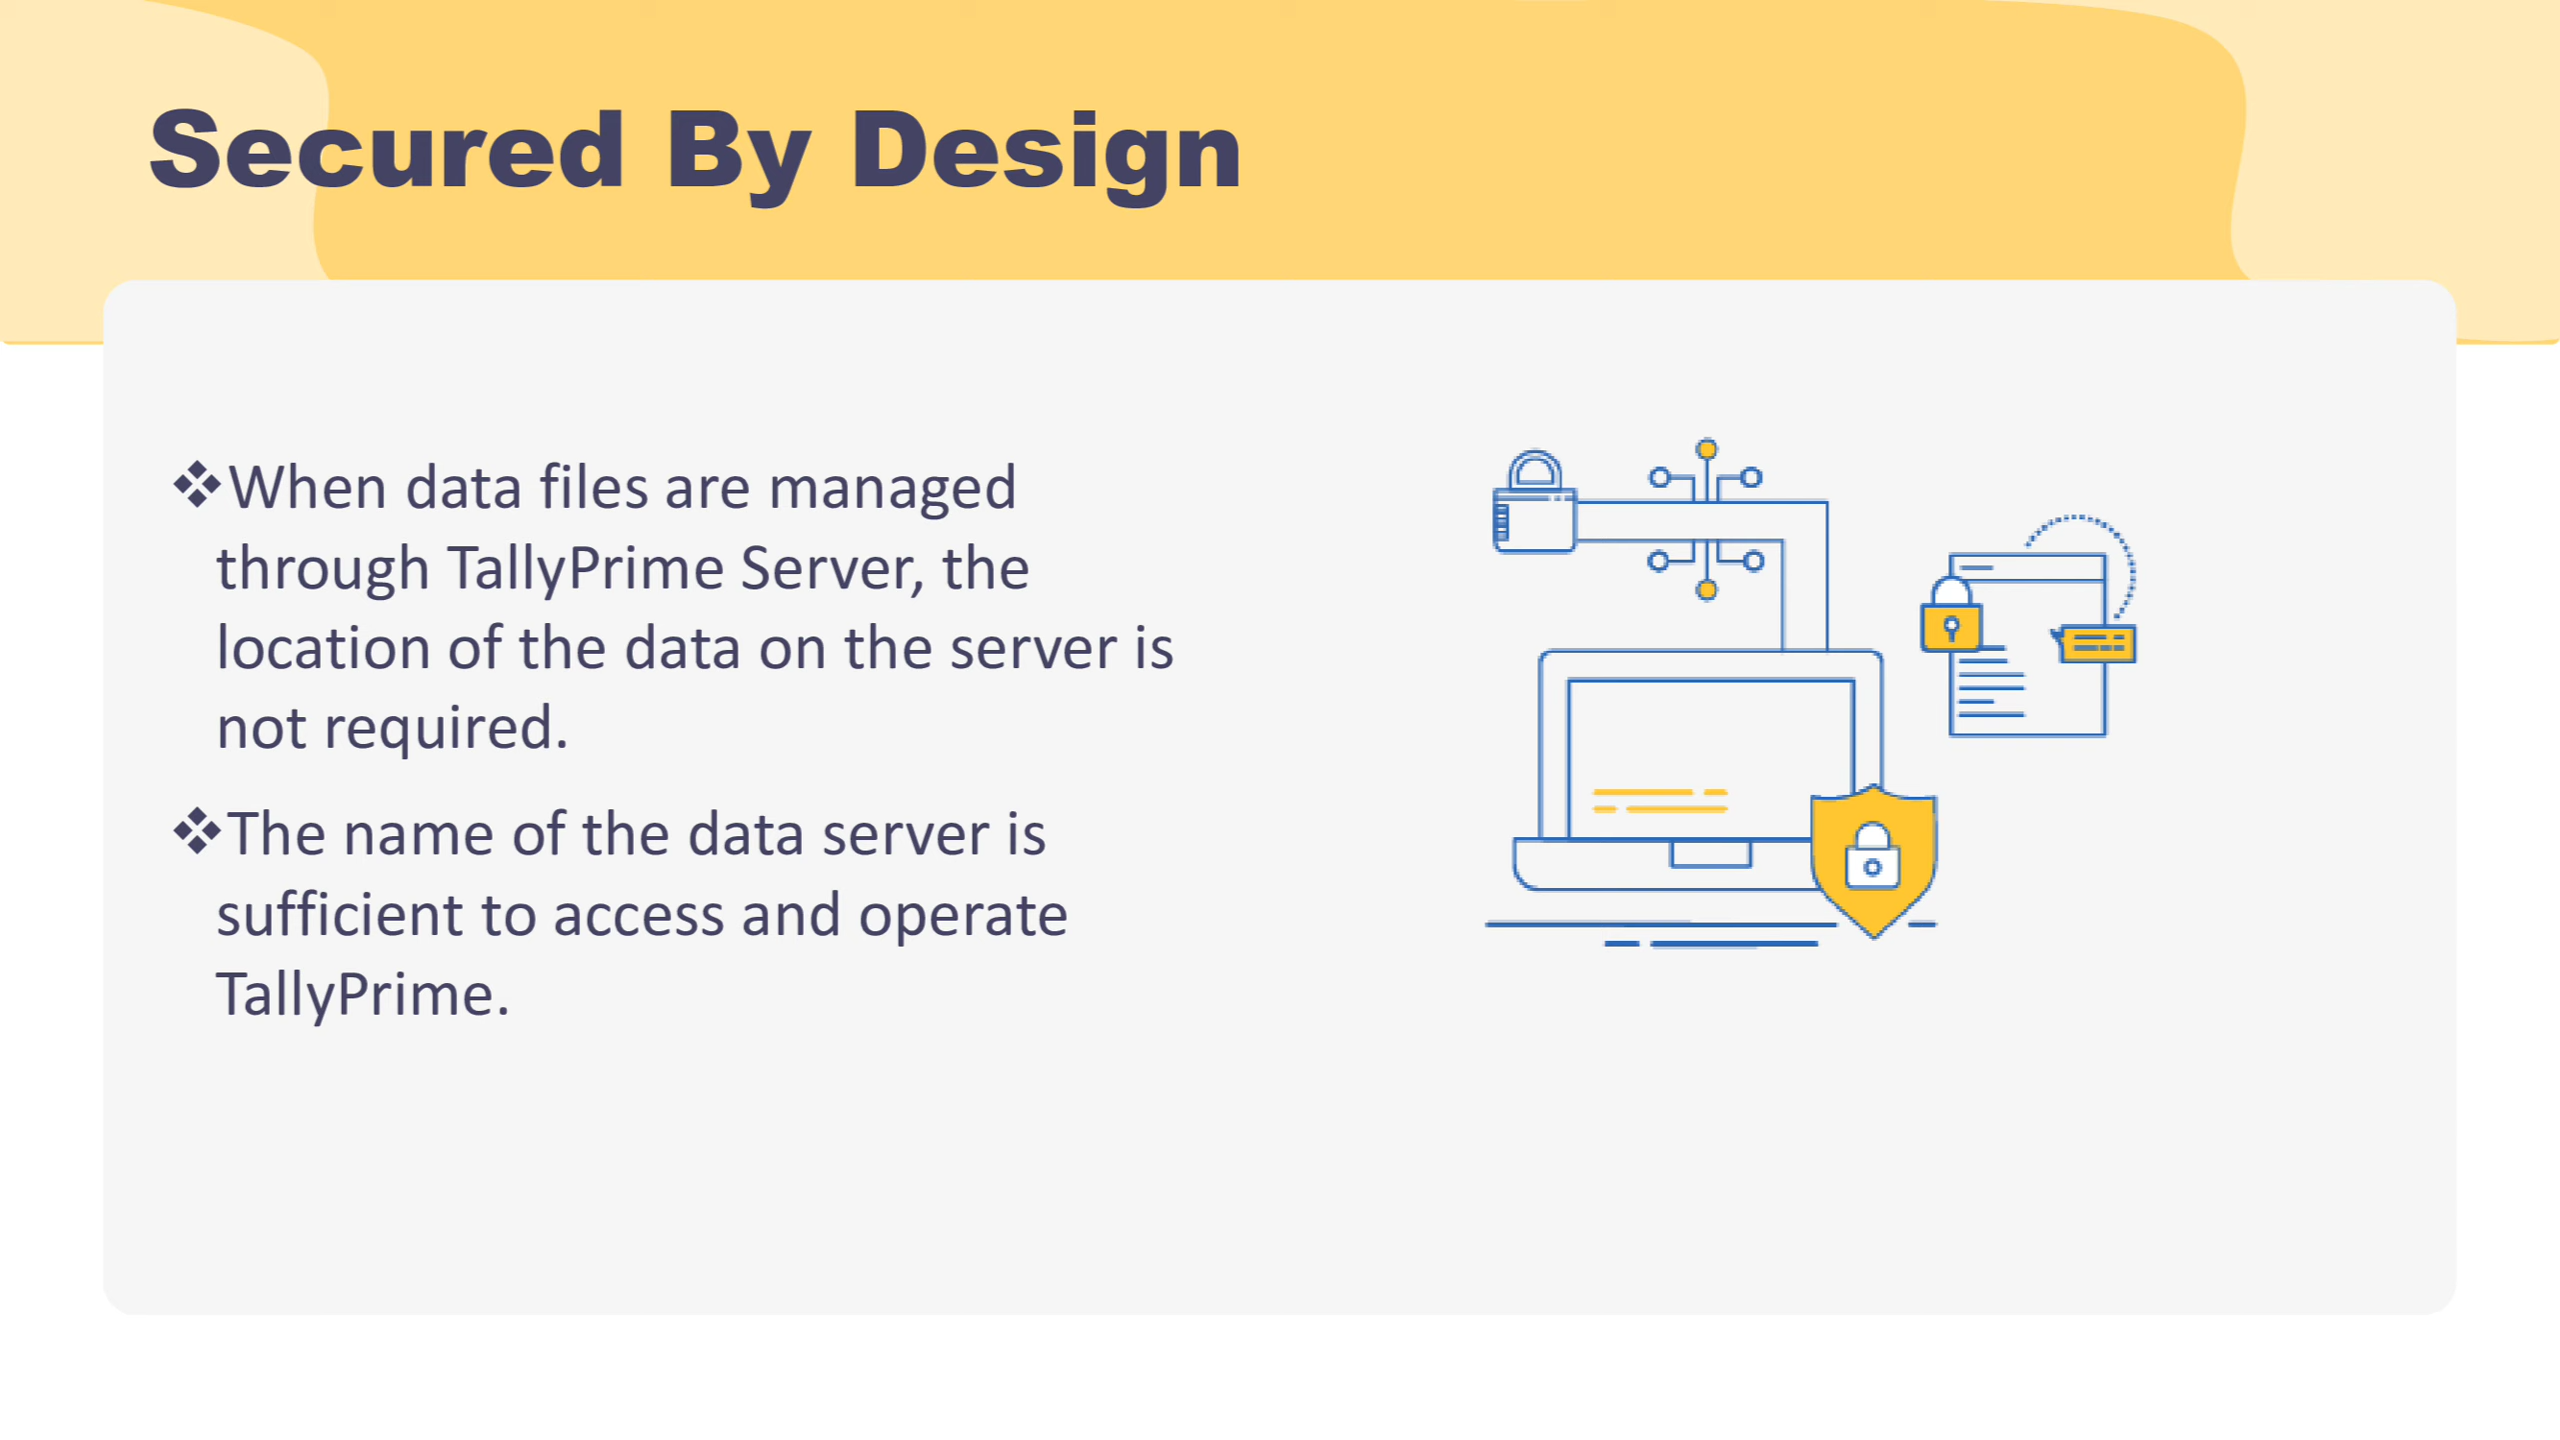 Secured By Design
❖When data files are managed
through TallyPrime Server, the
location of the data on the server is
not required.
❖The name of the data server is
sufficient to access and operate
TallyPrime.